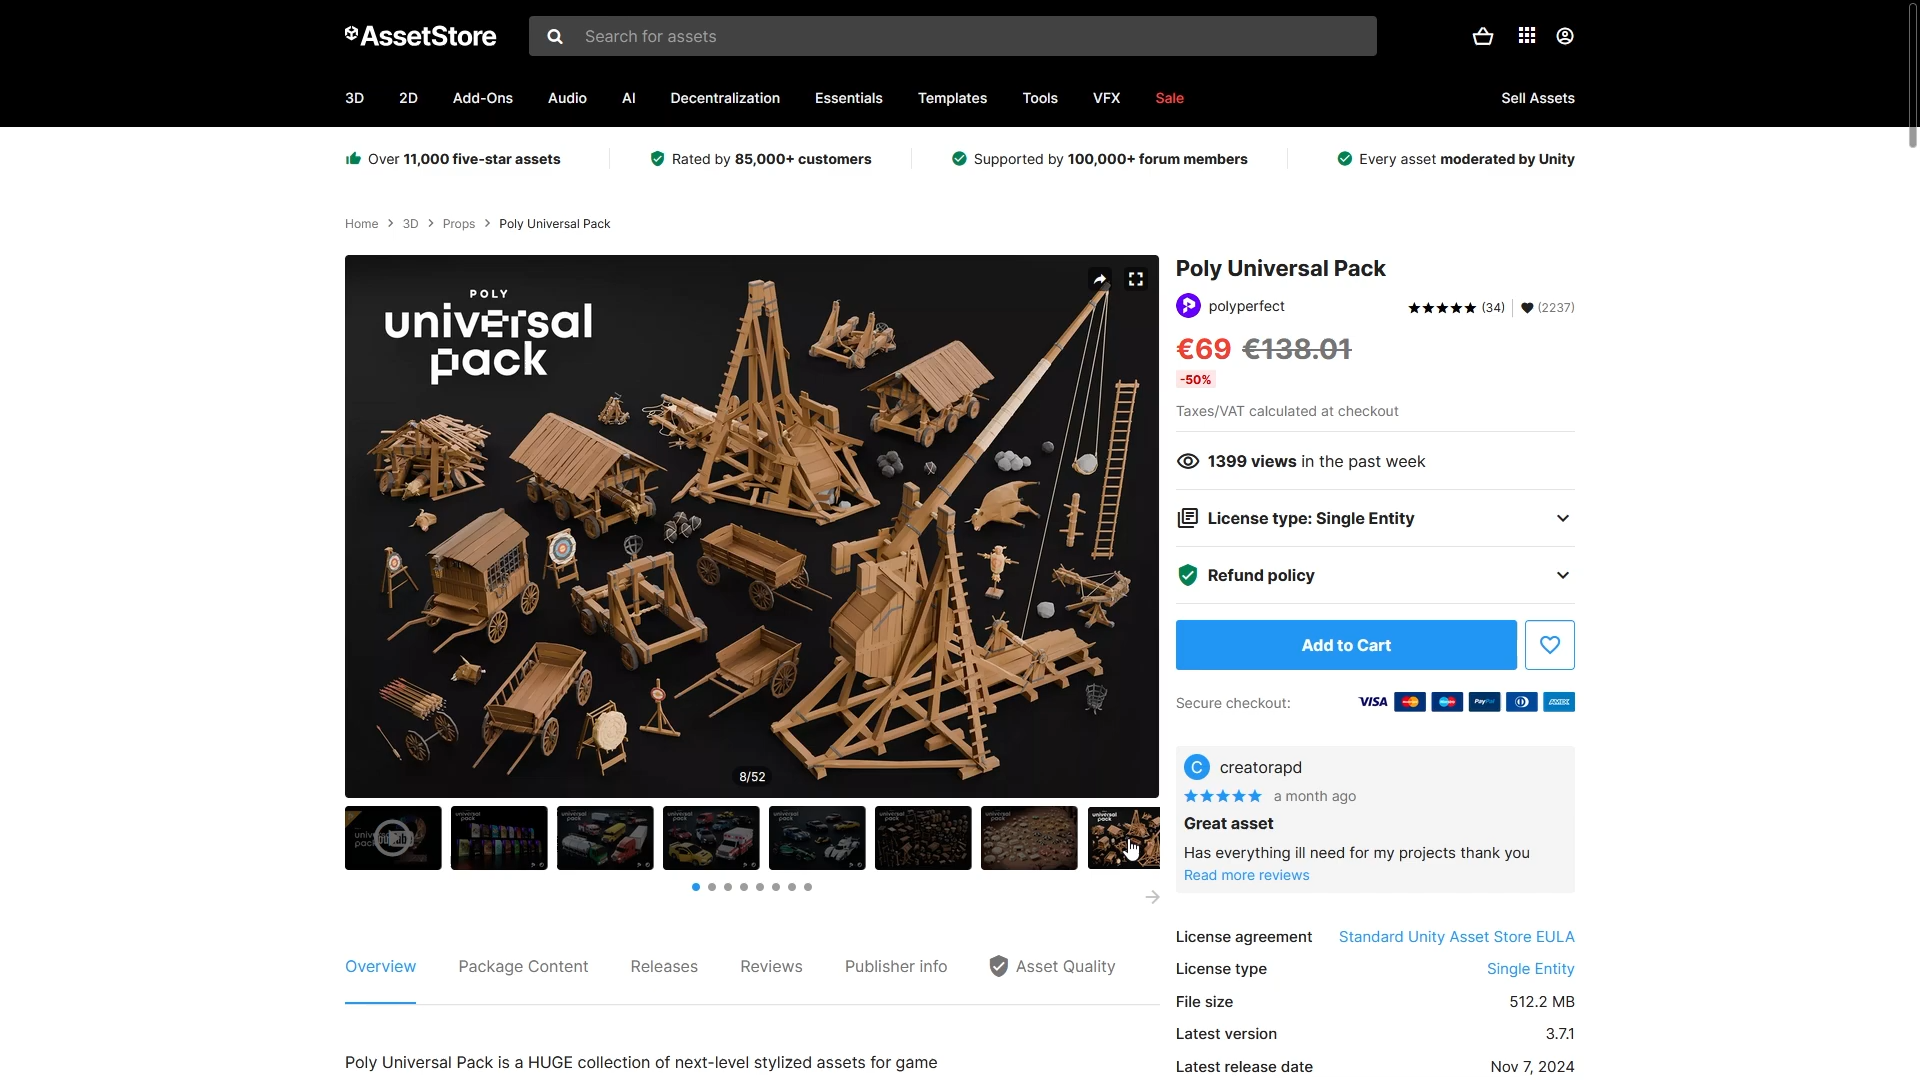 AssetStore
Search for assets
3D 2D Add-Ons Audio AI Decentralization Essentials Templates Tools VFX Sale Sell Assets
Over 11,000 five-star assets
Rated by 85,000+ customers
Supported by 100,000+ forum members
Every asset moderated by Unity
Home > 3D > Props > Poly Universal Pack
POLY
universal
pack
8/52
Poly Universal Pack
polyperfect
(34)
(2237)
€69 €138.01
-50%
Taxes/VAT calculated at checkout
1399 views in the past week
License type: Single Entity
Refund policy
Add to Cart
Secure checkout:
VISA
PayPal
AMEX
C creatorapd
a month ago
Great asset
Has everything ill need for my projects thank you
Read more reviews
Overview Package Content Releases Reviews Publisher info Asset Quality
License agreement Standard Unity Asset Store EULA
License type Single Entity
File size 512.2 MB
Latest version 3.7.1
Latest release date Nov 7, 2024
Poly Universal Pack is a HUGE collection of next-level stylized assets for game